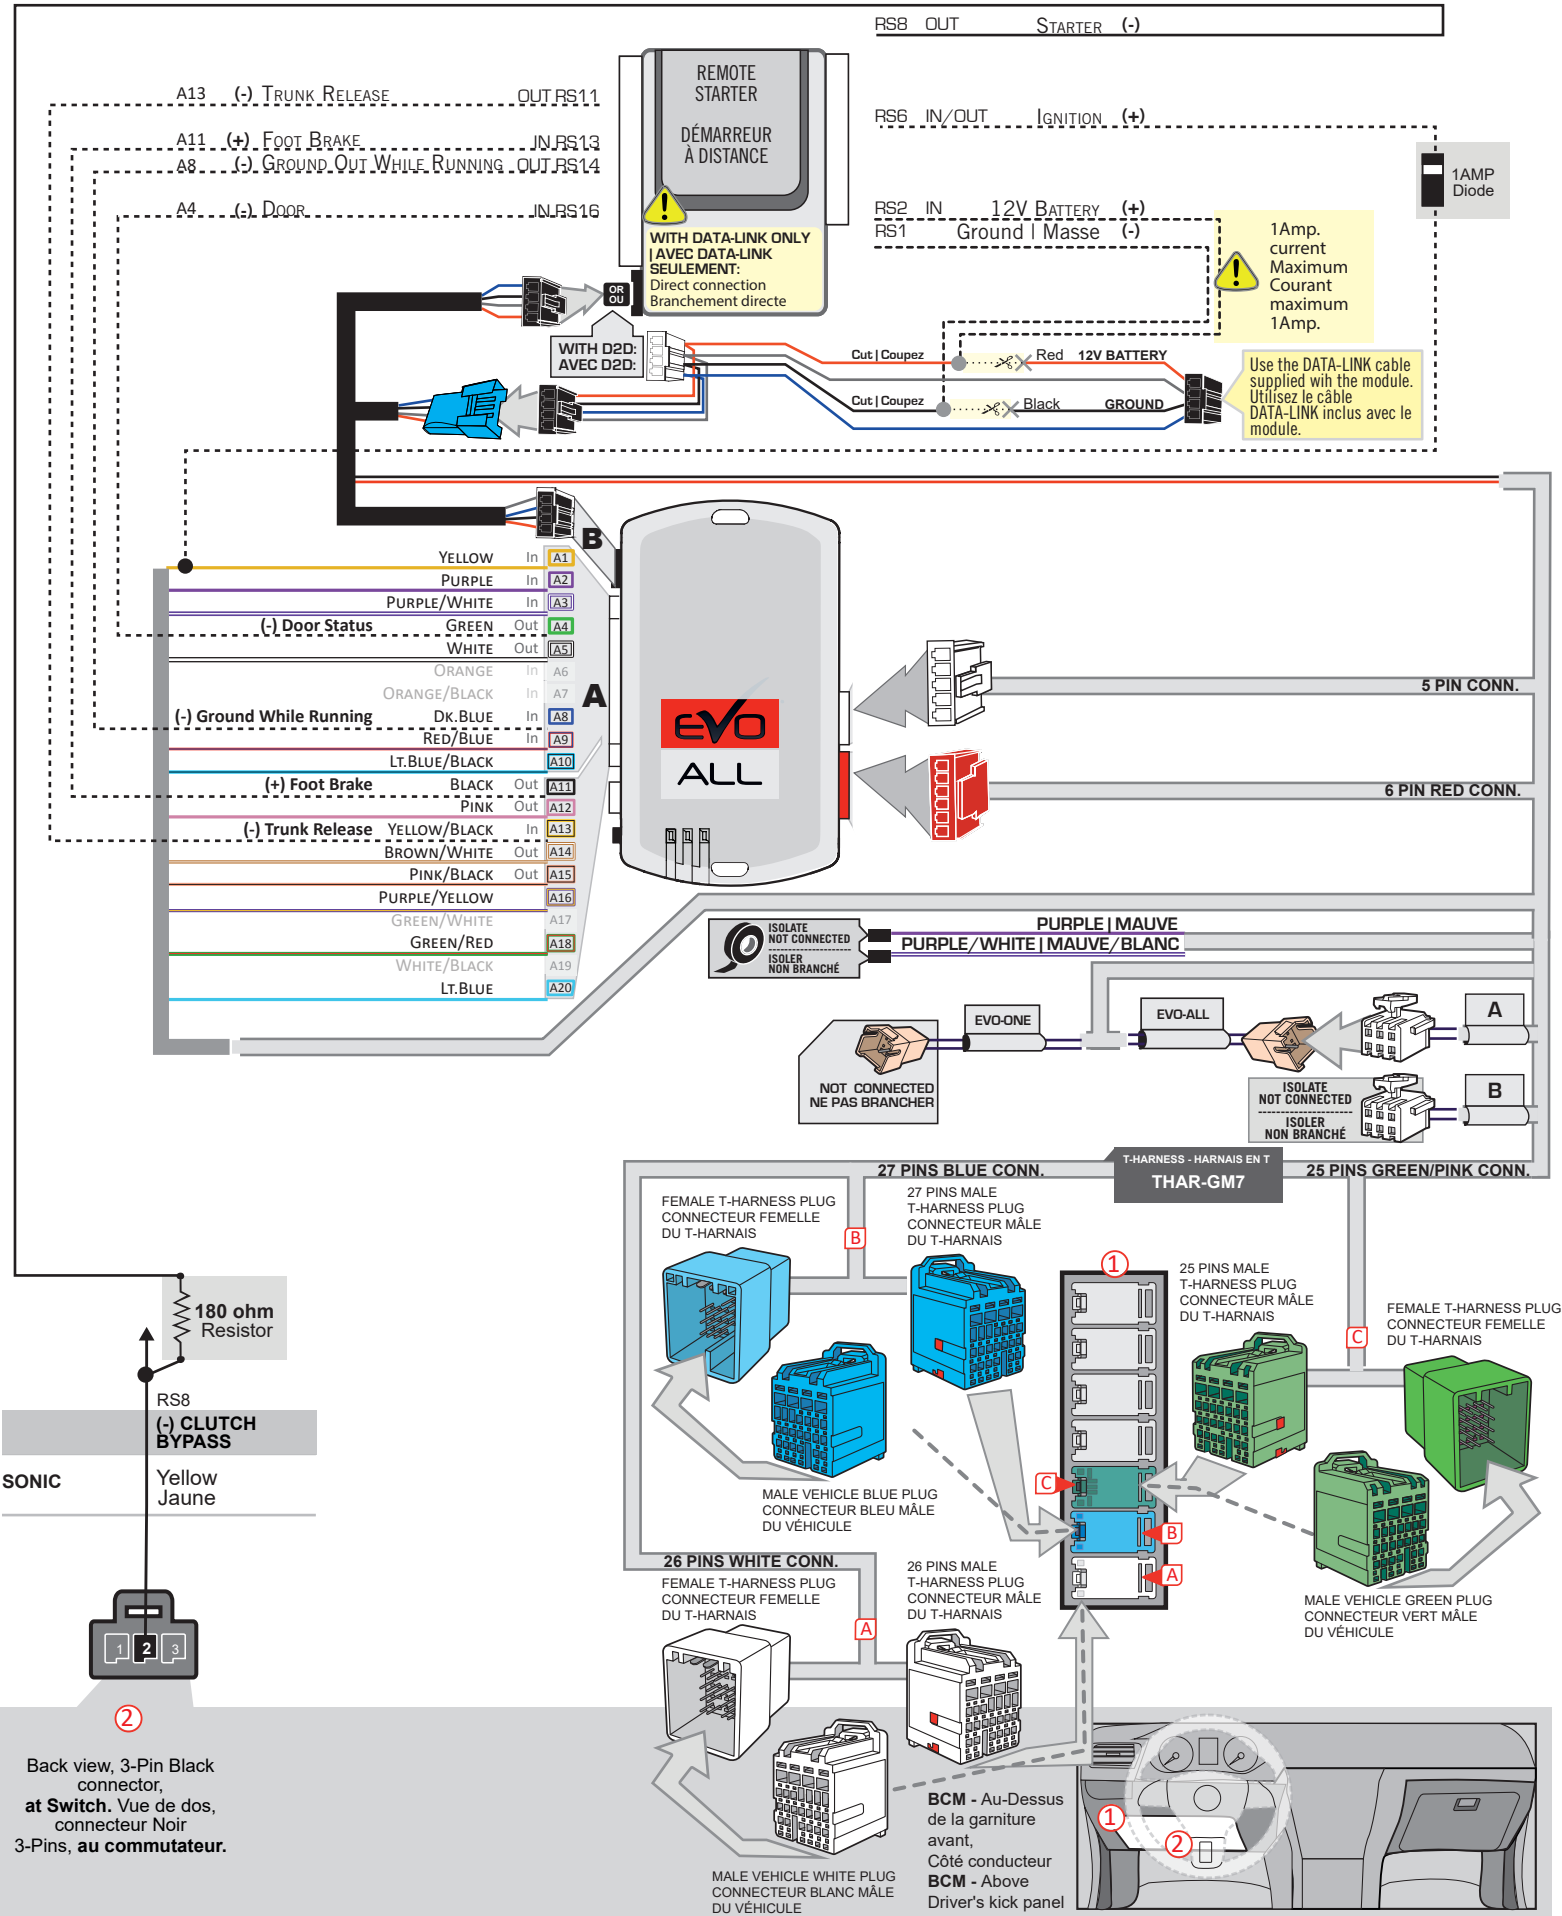 RS8 OUT STARTER (-)
A13 (-) TRUNK RELEASE OUT RS11
A11 (+) FOOT BRAKE IN RS13
A8 (-) GROUND OUT WHILE RUNNING OUT RS14
A4 (-) DOOR IN RS16
REMOTE
STARTER
DÉMARREUR
À DISTANCE
WITH DATA-LINK ONLY
| AVEC DATA-LINK
SEULEMENT:
Direct connection
Branchement directe
RS6 IN/OUT IGNITION (+)
1AMP
Diode
RS2 IN 12V BATTERY (+)
RS1 Ground | Masse (-)
1Amp.
current
Maximum
Courant
maximum
1Amp.
OR
OU
WITH D2D:
AVEC D2D:
Cut | Coupez Red 12V BATTERY
Cut | Coupez Black GROUND
Use the DATA-LINK cable
supplied wih the module.
Utilisez le câble
DATA-LINK inclus avec le
module.
B
A
YELLOW In A1
PURPLE In A2
PURPLE/WHITE In A3
(-) Door Status GREEN Out A4
WHITE Out A5
ORANGE In A6
ORANGE/BLACK In A7
(-) Ground While Running DK.BLUE In A8
RED/BLUE In A9
LT.BLUE/BLACK A10
(+) Foot Brake BLACK Out A11
PINK Out A12
(-) Trunk Release YELLOW/BLACK In A13
BROWN/WHITE Out A14
PINK/BLACK Out A15
PURPLE/YELLOW A16
GREEN/WHITE A17
GREEN/RED A18
WHITE/BLACK A19
LT.BLUE A20
EVO
ALL
5 PIN CONN.
6 PIN RED CONN.
ISOLATE
NOT CONNECTED
ISOLER
NON BRANCHÉ
PURPLE | MAUVE
PURPLE/WHITE | MAUVE/BLANC
EVO-ONE
EVO-ALL
A
NOT CONNECTED
NE PAS BRANCHER
ISOLATE
NOT CONNECTED
ISOLER
NON BRANCHÉ
B
T-HARNESS - HARNAIS EN T
THAR-GM7
27 PINS BLUE CONN.
25 PINS GREEN/PINK CONN.
FEMALE T-HARNESS PLUG
CONNECTEUR FEMELLE
DU T-HARNAIS
B
27 PINS MALE
T-HARNESS PLUG
CONNECTEUR MÂLE
DU T-HARNAIS
1
25 PINS MALE
T-HARNESS PLUG
CONNECTEUR MÂLE
DU T-HARNAIS
C
FEMALE T-HARNESS PLUG
CONNECTEUR FEMELLE
DU T-HARNAIS
180 ohm
Resistor
RS8
(-) CLUTCH
BYPASS
SONIC
Yellow
Jaune
MALE VEHICLE BLUE PLUG
CONNECTEUR BLEU MÂLE
DU VÉHICULE
C
B
A
26 PINS WHITE CONN.
FEMALE T-HARNESS PLUG
CONNECTEUR FEMELLE
DU T-HARNAIS
A
26 PINS MALE
T-HARNESS PLUG
CONNECTEUR MÂLE
DU T-HARNAIS
MALE VEHICLE GREEN PLUG
CONNECTEUR VERT MÂLE
DU VÉHICULE
1 2 3
2
Back view, 3-Pin Black
connector,
at Switch. Vue de dos,
connecteur Noir
3-Pins, au commutateur.
MALE VEHICLE WHITE PLUG
CONNECTEUR BLANC MÂLE
DU VÉHICULE
BCM - Au-Dessus
de la garniture
avant,
Côté conducteur
BCM - Above
Driver's kick panel
1
2